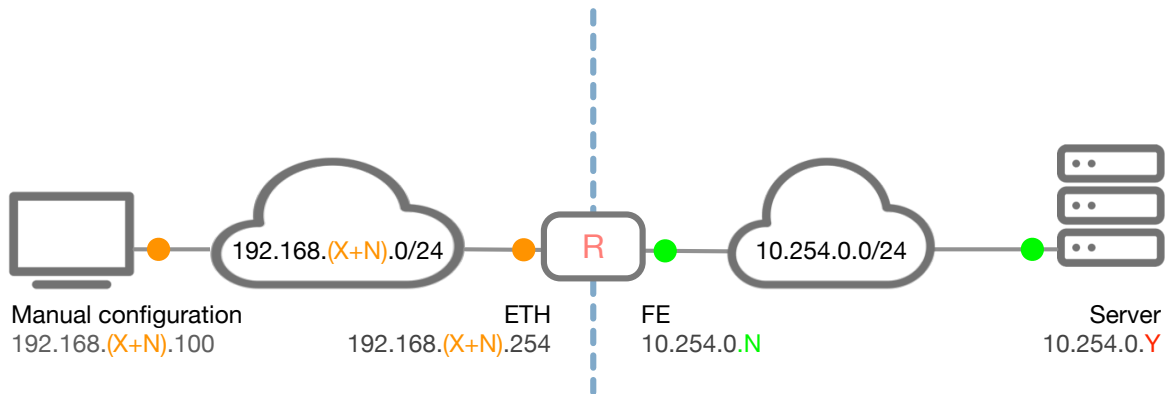 192.168.(X+N).0/24
R
10.254.0.0/24
Manual configuration
192.168.(X+N).100
ETH
192.168.(X+N).254
FE
10.254.0.N
Server
10.254.0.Y